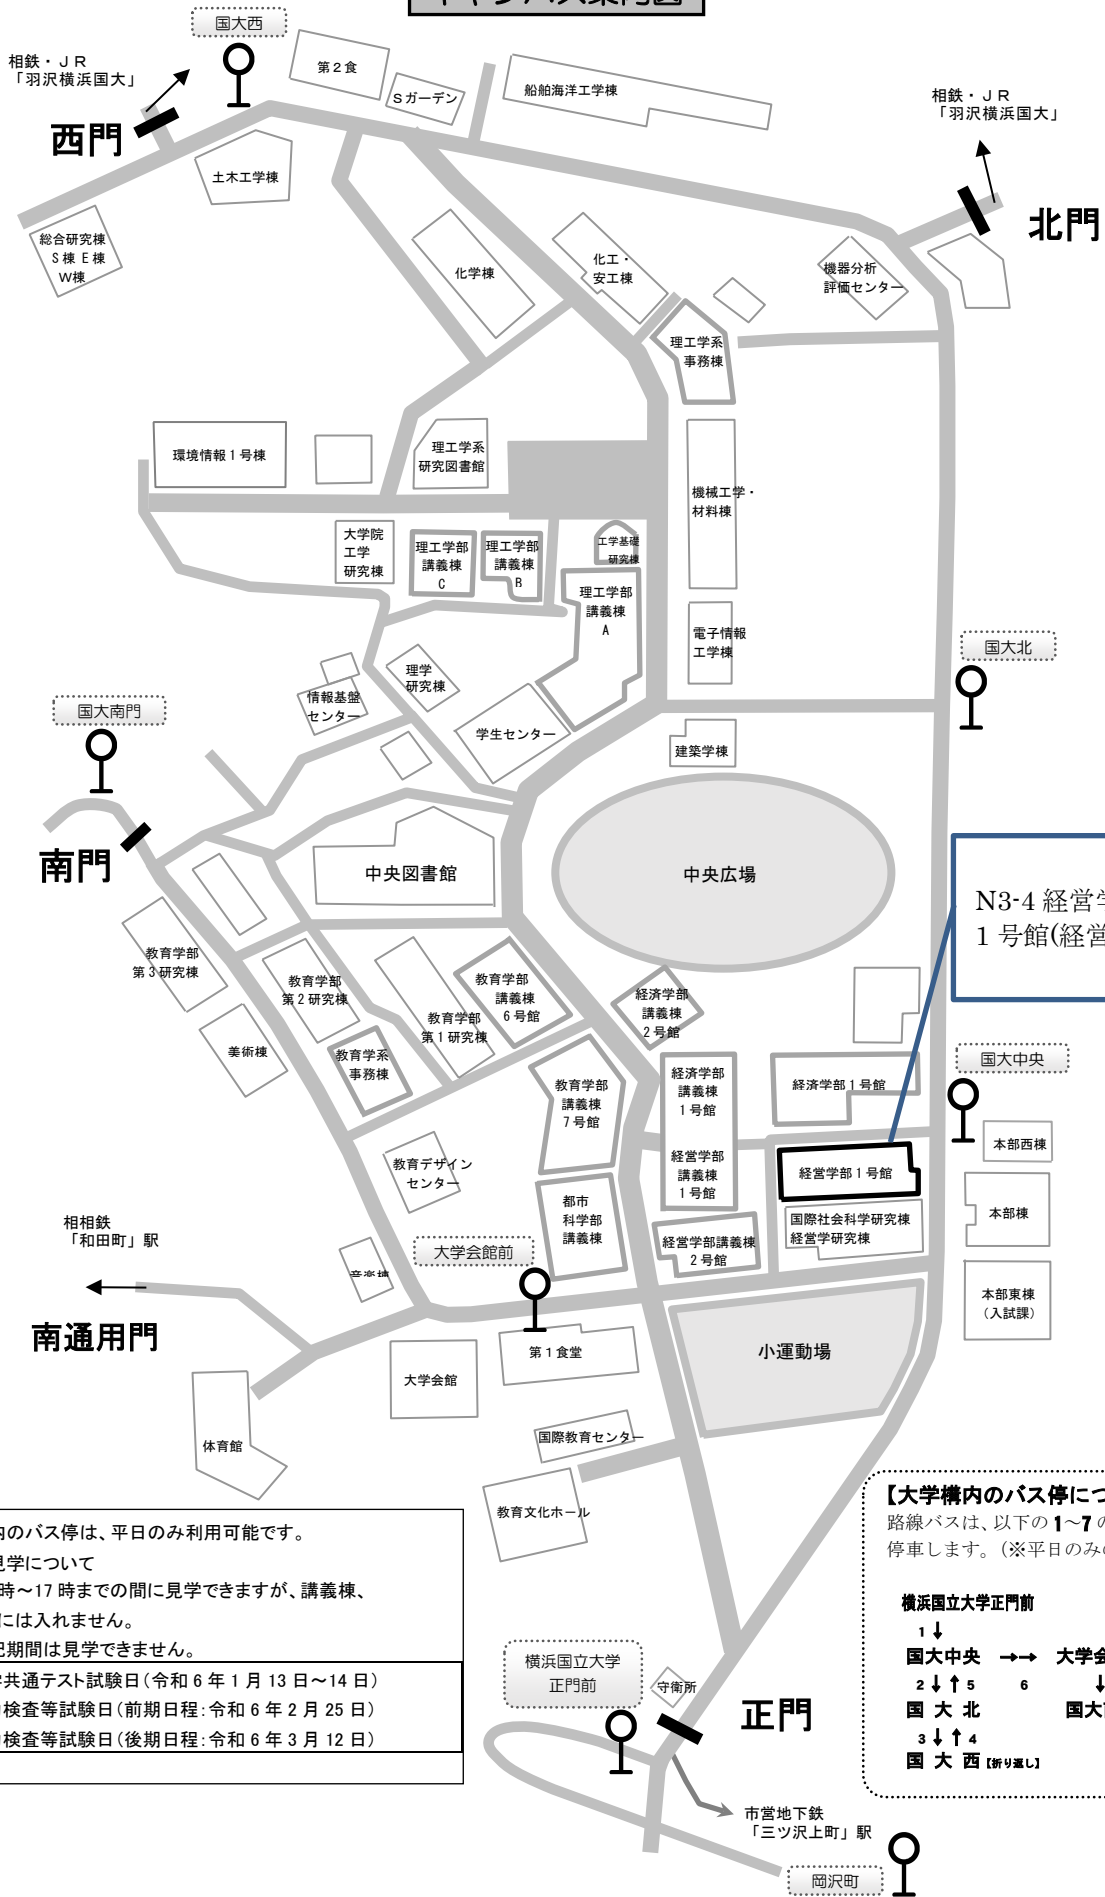 キャンパス案内図
国大西
相鉄・ＪＲ
「羽沢横浜国大」
西門
第２食
Ｓガーデン
船舶海洋工学棟
相鉄・ＪＲ
「羽沢横浜国大」
北門
土木工学棟
総合研究棟
Ｓ棟 Ｅ棟
Ｗ棟
化学棟
化工・
安工棟
機器分析
評価センター
理工学系
事務棟
環境情報１号棟
理工学系
研究図書館
機械工学・
材料棟
大学院
工学
研究棟
理工学部
講義棟
C
理工学部
講義棟
B
工学基礎
研究棟
理工学部
講義棟
A
電子情報
工学棟
国大北
理学
研究棟
情報基盤
センター
国大南門
学生センター
建築学棟
南門
中央図書館
中央広場
N3-4 経営学
１号館(経営
教育学部
第３研究棟
教育学部
第２研究棟
教育学部
第１研究棟
教育学部
講義棟
６号館
経済学部
講義棟
２号館
美術棟
教育学系
事務棟
国大中央
教育学部
講義棟
７号館
経済学部
講義棟
１号館
経済学部１号館
本部西棟
経営学部
講義棟
１号館
経営学部１号館
教育デザイン
センター
都市
科学部
講義棟
国際社会科学研究棟
経営学研究棟
本部棟
相相鉄
「和田町」駅
大学会館前
経営学部講義棟
２号館
音楽棟
本部東棟
（入試課）
南通用門
第１食堂
小運動場
大学会館
体育館
国際教育センター
教育文化ホール
内のバス停は、平日のみ利用可能です。
見学について
時～17 時までの間に見学できますが、講義棟、
には入れません。
記期間は見学できません。
学共通テスト試験日（令和 6 年 1 月 13 日～14 日）
検査等試験日（前期日程：令和 6 年 2 月 25 日）
検査等試験日（後期日程：令和 6 年 3 月 12 日）
【大学構内のバス停につ
路線バスは、以下の 1～7 の
停車します。（※平日のみの
横浜国立大学正門前
1 ↓
国大中央 →→ 大学会
2 ↓ ↑ 5 6 ↓
国 大 北 国大南
3 ↓ ↑ 4
国 大 西【折り返し】
横浜国立大学
正門前
守衛所
正門
市営地下鉄
「三ツ沢上町」駅
岡沢町